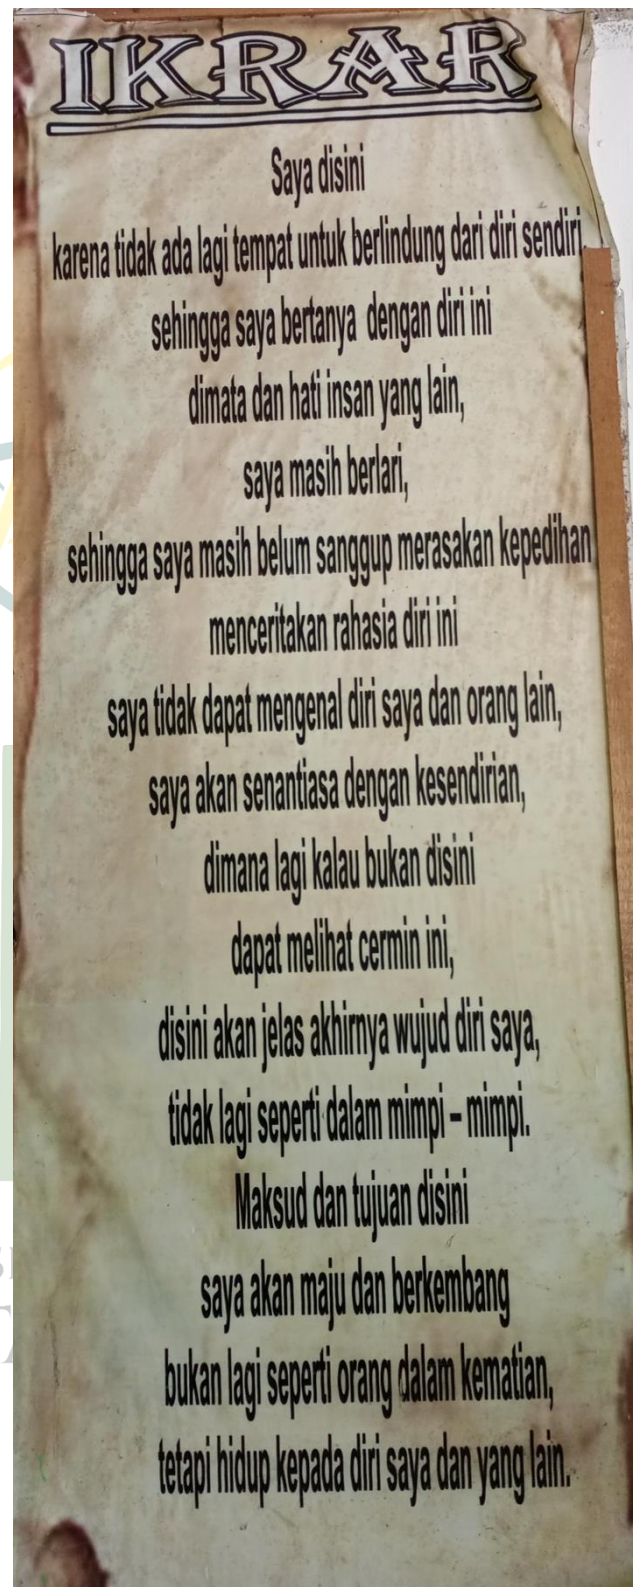 IKRAR
Saya disini
karena tidak ada lagi tempat untuk berlindung dari diri sendiri,
sehingga saya bertanya dengan diri ini
dimata dan hati insan yang lain,
saya masih berlari,
sehingga saya masih belum sanggup merasakan kepedihan
menceritakan rahasia diri ini
saya tidak dapat mengenal diri saya dan orang lain,
saya akan senantiasa dengan kesendirian,
dimana lagi kalau bukan disini
dapat melihat cermin ini,
disini akan jelas akhirnya wujud diri saya,
tidak lagi seperti dalam mimpi – mimpi.
Maksud dan tujuan disini
saya akan maju dan berkembang
bukan lagi seperti orang dalam kematian,
tetapi hidup kepada diri saya dan yang lain.